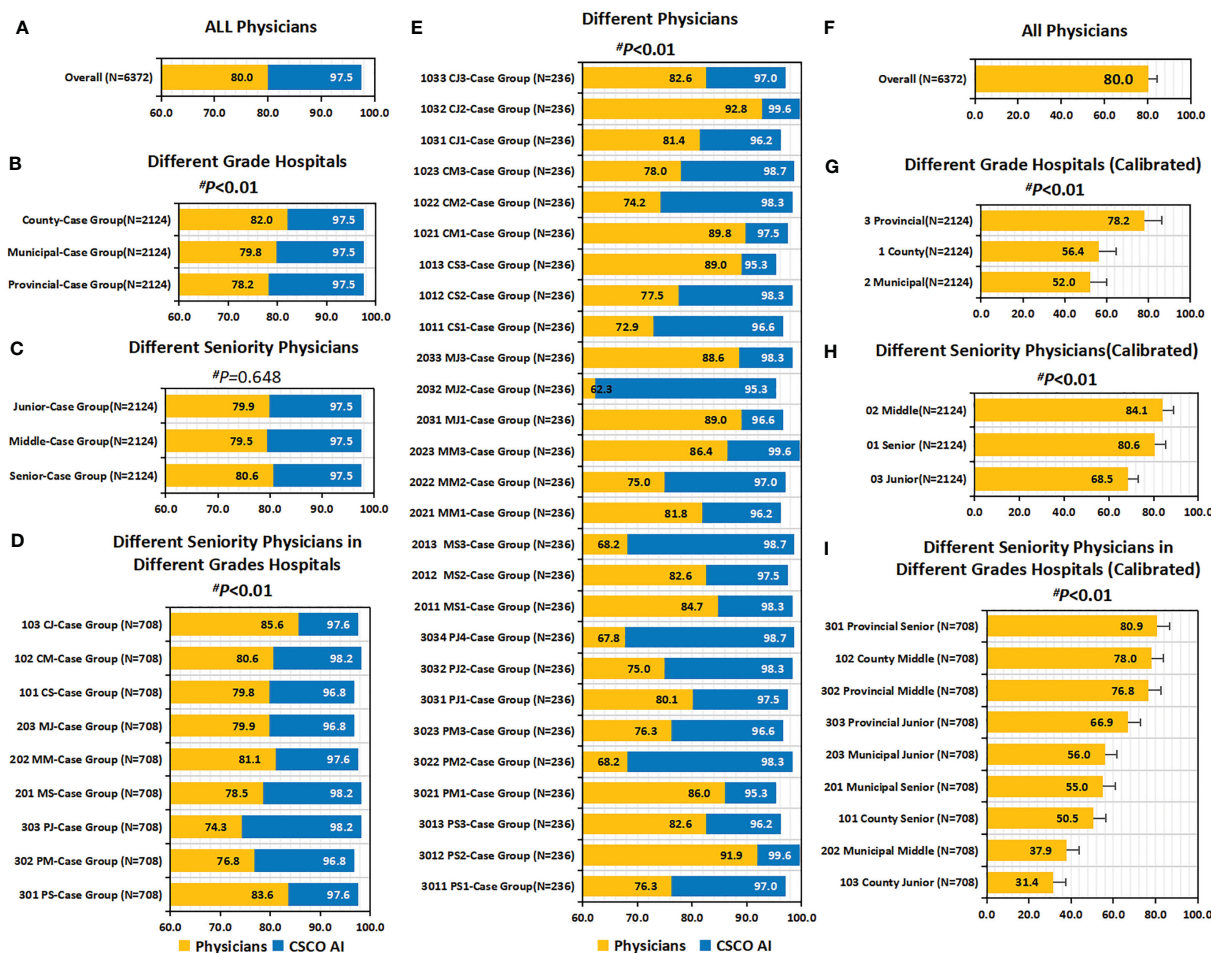 A
ALL Physicians
Overall (N=6372)
80.0
97.5
60.0 70.0 80.0 90.0 100.0
B
Different Grade Hospitals
#P<0.01
County-Case Group(N=2124) 82.0 97.5
Municipal-Case Group(N=2124) 79.8 97.5
Provincial-Case Group(N=2124) 78.2 97.5
60.0 70.0 80.0 90.0 100.0
C
Different Seniority Physicians
#P=0.648
Junior-Case Group(N=2124) 79.9 97.5
Middle-Case Group(N=2124) 79.5 97.5
Senior-Case Group(N=2124) 80.6 97.5
60.0 70.0 80.0 90.0 100.0
D
Different Seniority Physicians in
Different Grades Hospitals
#P<0.01
103 CJ-Case Group (N=708) 85.6 97.6
102 CM-Case Group (N=708) 80.6 98.2
101 CS-Case Group (N=708) 79.8 96.8
203 MJ-Case Group (N=708) 79.9 96.8
202 MM-Case Group (N=708) 81.1 97.6
201 MS-Case Group (N=708) 78.5 98.2
303 PJ-Case Group (N=708) 74.3 98.2
302 PM-Case Group (N=708) 76.8 96.8
301 PS-Case Group (N=708) 83.6 97.6
60.0 70.0 80.0 90.0 100.0
Physicians CSCO AI
E
Different Physicians
#P<0.01
1033 CJ3-Case Group (N=236) 82.6 97.0
1032 CJ2-Case Group (N=236) 92.8 99.6
1031 CJ1-Case Group (N=236) 81.4 96.2
1023 CM3-Case Group (N=236) 78.0 98.7
1022 CM2-Case Group (N=236) 74.2 98.3
1021 CM1-Case Group (N=236) 89.8 97.5
1013 CS3-Case Group (N=236) 89.0 95.3
1012 CS2-Case Group (N=236) 77.5 98.3
1011 CS1-Case Group (N=236) 72.9 96.6
2033 MJ3-Case Group (N=236) 88.6 98.3
2032 MJ2-Case Group (N=236) 62.3 95.3
2031 MJ1-Case Group (N=236) 89.0 96.6
2023 MM3-Case Group (N=236) 86.4 99.6
2022 MM2-Case Group (N=236) 75.0 97.0
2021 MM1-Case Group (N=236) 81.8 96.2
2013 MS3-Case Group (N=236) 68.2 98.7
2012 MS2-Case Group (N=236) 82.6 97.5
2011 MS1-Case Group (N=236) 84.7 98.3
3034 PJ4-Case Group (N=236) 67.8 98.7
3032 PJ2-Case Group (N=236) 75.0 98.3
3031 PJ1-Case Group (N=236) 80.1 97.5
3023 PM3-Case Group (N=236) 76.3 96.6
3022 PM2-Case Group (N=236) 68.2 98.3
3021 PM1-Case Group (N=236) 86.0 95.3
3013 PS3-Case Group (N=236) 82.6 96.2
3012 PS2-Case Group (N=236) 91.9 99.6
3011 PS1-Case Group(N=236) 76.3 97.0
60.0 70.0 80.0 90.0 100.0
Physicians CSCO AI
F
All Physicians
Overall (N=6372) 80.0
0.0 20.0 40.0 60.0 80.0 100.0
G
Different Grade Hospitals (Calibrated)
#P<0.01
3 Provincial(N=2124) 78.2
1 County(N=2124) 56.4
2 Municipal(N=2124) 52.0
0.0 20.0 40.0 60.0 80.0 100.0
H
Different Seniority Physicians(Calibrated)
#P<0.01
02 Middle(N=2124) 84.1
01 Senior (N=2124) 80.6
03 Junior(N=2124) 68.5
0.0 20.0 40.0 60.0 80.0 100.0
I
Different Seniority Physicians in
Different Grades Hospitals (Calibrated)
#P<0.01
301 Provincial Senior (N=708) 80.9
102 County Middle (N=708) 78.0
302 Provincial Middle (N=708) 76.8
303 Provincial Junior (N=708) 66.9
203 Municipal Junior (N=708) 56.0
201 Municipal Senior (N=708) 55.0
101 County Senior (N=708) 50.5
202 Municipal Middle (N=708) 37.9
103 County Junior (N=708) 31.4
0.0 20.0 40.0 60.0 80.0 100.0